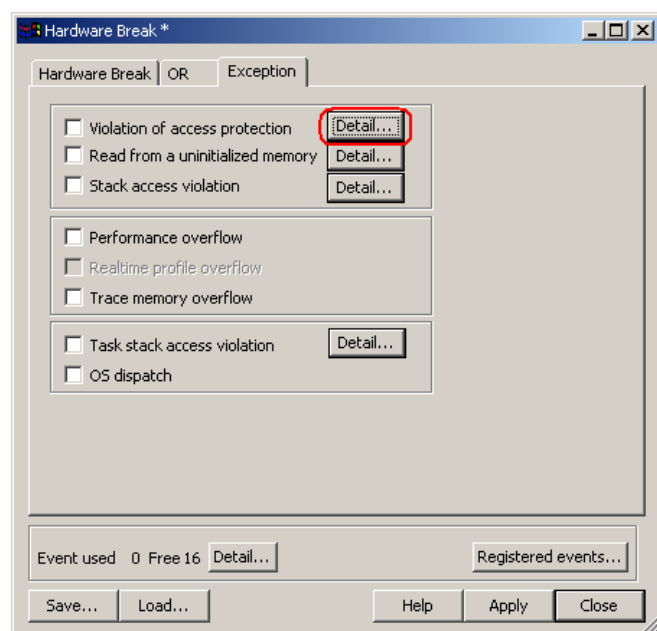 Hardware Break *
Hardware Break OR Exception
Violation of access protection Detail...
Read from a uninitialized memory Detail...
Stack access violation Detail...
Performance overflow
Realtime profile overflow
Trace memory overflow
Task stack access violation Detail...
OS dispatch
Event used 0 Free 16 Detail... Registered events...
Save... Load... Help Apply Close